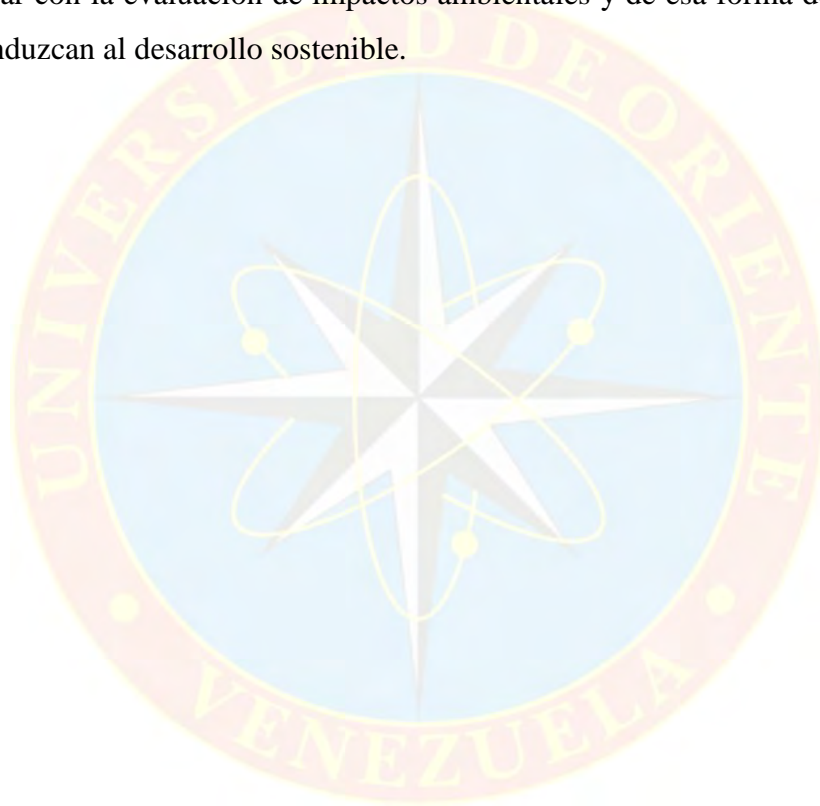 con la evaluación de impactos ambientales y de esa forma
al desarrollo sostenible.
UNIVERSIDAD DE ORIENTE
VENEZUELA